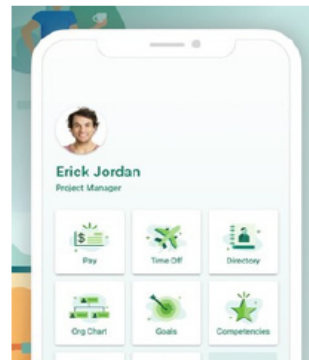 Erick Jordan
Project Manager
Pay
Time Off
Directory
Org Chart
Goals
Competencies